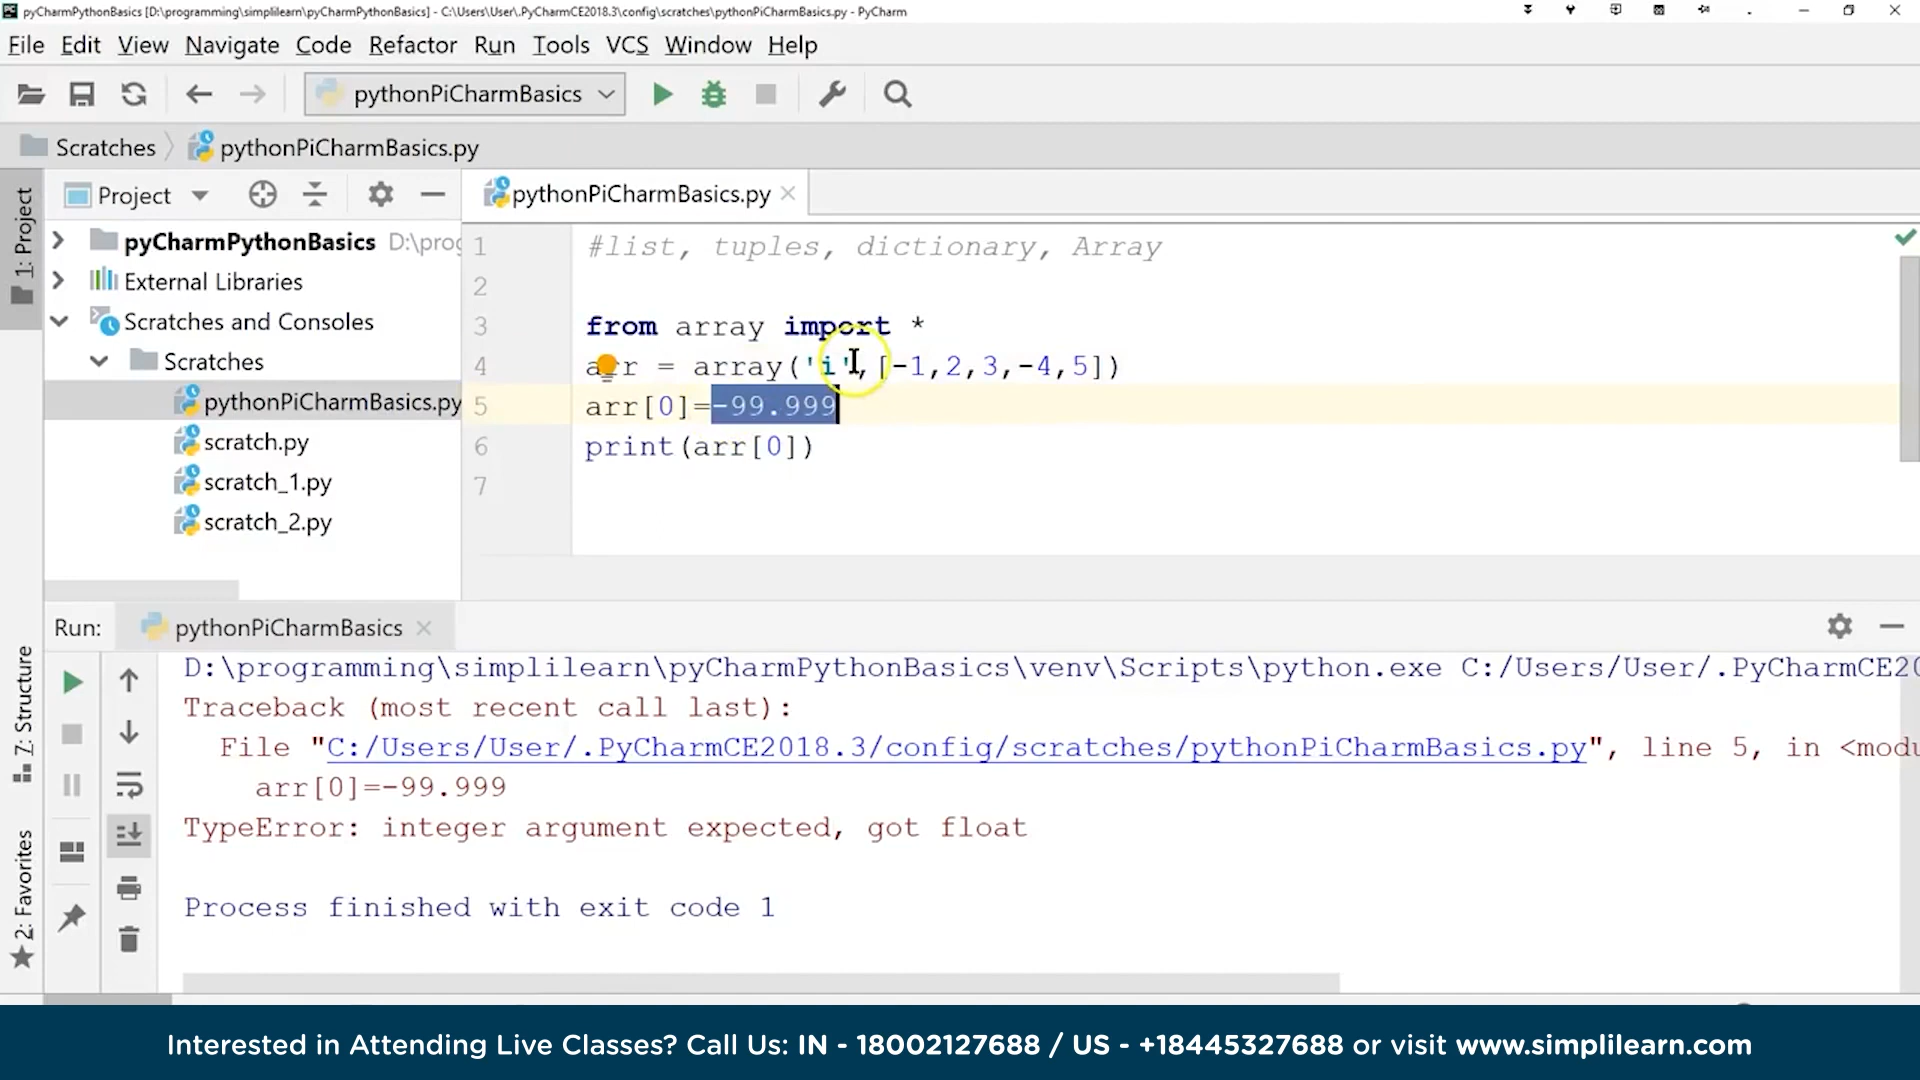 pyCharmPythonBasics [D:\programming\simplilearn\pyCharmPythonBasics] - C:\Users\User\.PyCharmCE2018.3\config\scratches\pythonPiCharmBasics.py - PyCharm
File Edit View Navigate Code Refactor Run Tools VCS Window Help
pythonPiCharmBasics
Scratches pythonPiCharmBasics.py
1: Project
Project
pyCharmPythonBasics D:\prog
External Libraries
Scratches and Consoles
Scratches
pythonPiCharmBasics.py
scratch.py
scratch_1.py
scratch_2.py
pythonPiCharmBasics.py
1 #list, tuples, dictionary, Array
2
3 from array import *
4 arr = array('i', [-1,2,3,-4,5])
5 arr[0]=-99.999
6 print(arr[0])
7
Run: pythonPiCharmBasics
7: Structure
2: Favorites
D:\programming\simplilearn\pyCharmPythonBasics\venv\Scripts\python.exe C:/Users/User/.PyCharmCE20
Traceback (most recent call last):
File "C:/Users/User/.PyCharmCE2018.3/config/scratches/pythonPiCharmBasics.py", line 5, in <modu
arr[0]=-99.999
TypeError: integer argument expected, got float
Process finished with exit code 1
Interested in Attending Live Classes? Call Us: IN - 18002127688 / US - +18445327688 or visit www.simplilearn.com